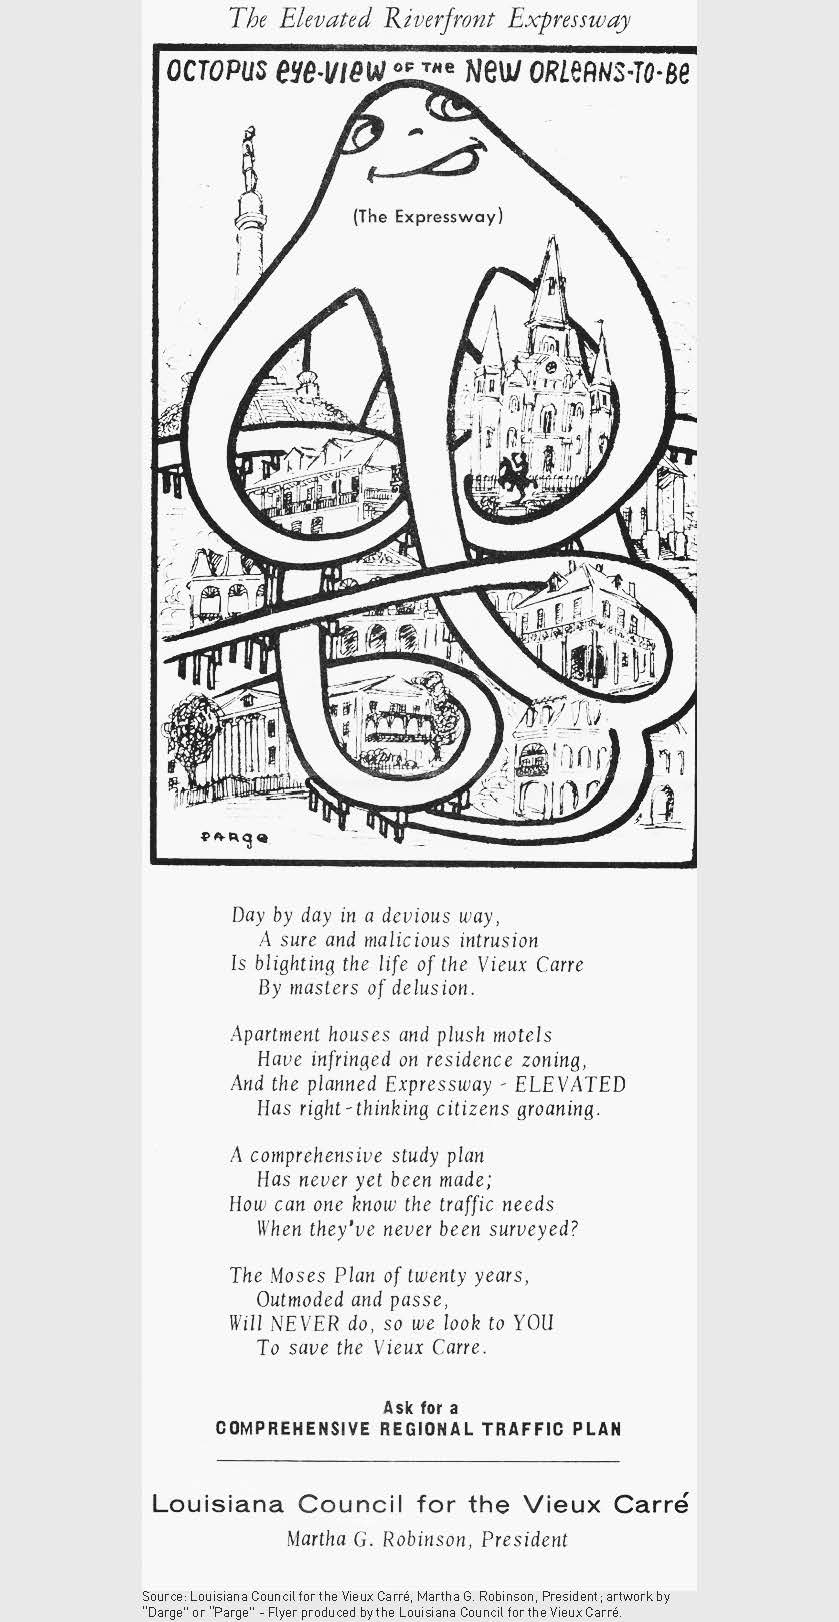 The Elevated Riverfront Expressway
OCTOPUS eye-VIEW OF THE NEW ORLEANS-TO-BE
(The Expressway)
PARGE
Day by day in a devious way,
A sure and malicious intrusion
Is blighting the life of the Vieux Carre
By masters of delusion.
Apartment houses and plush motels
Have infringed on residence zoning,
And the planned Expressway - ELEVATED
Has right-thinking citizens groaning.
A comprehensive study plan
Has never yet been made;
How can one know the traffic needs
When they've never been surveyed?
The Moses Plan of twenty years,
Outmoded and passe,
Will NEVER do, so we look to YOU
To save the Vieux Carre.
Ask for a
COMPREHENSIVE REGIONAL TRAFFIC PLAN
Louisiana Council for the Vieux Carré
Martha G. Robinson, President
Source: Louisiana Council for the Vieux Carré, Martha G. Robinson, President; artwork by
"Darge" or "Parge" - Flyer produced by the Louisiana Council for the Vieux Carré.